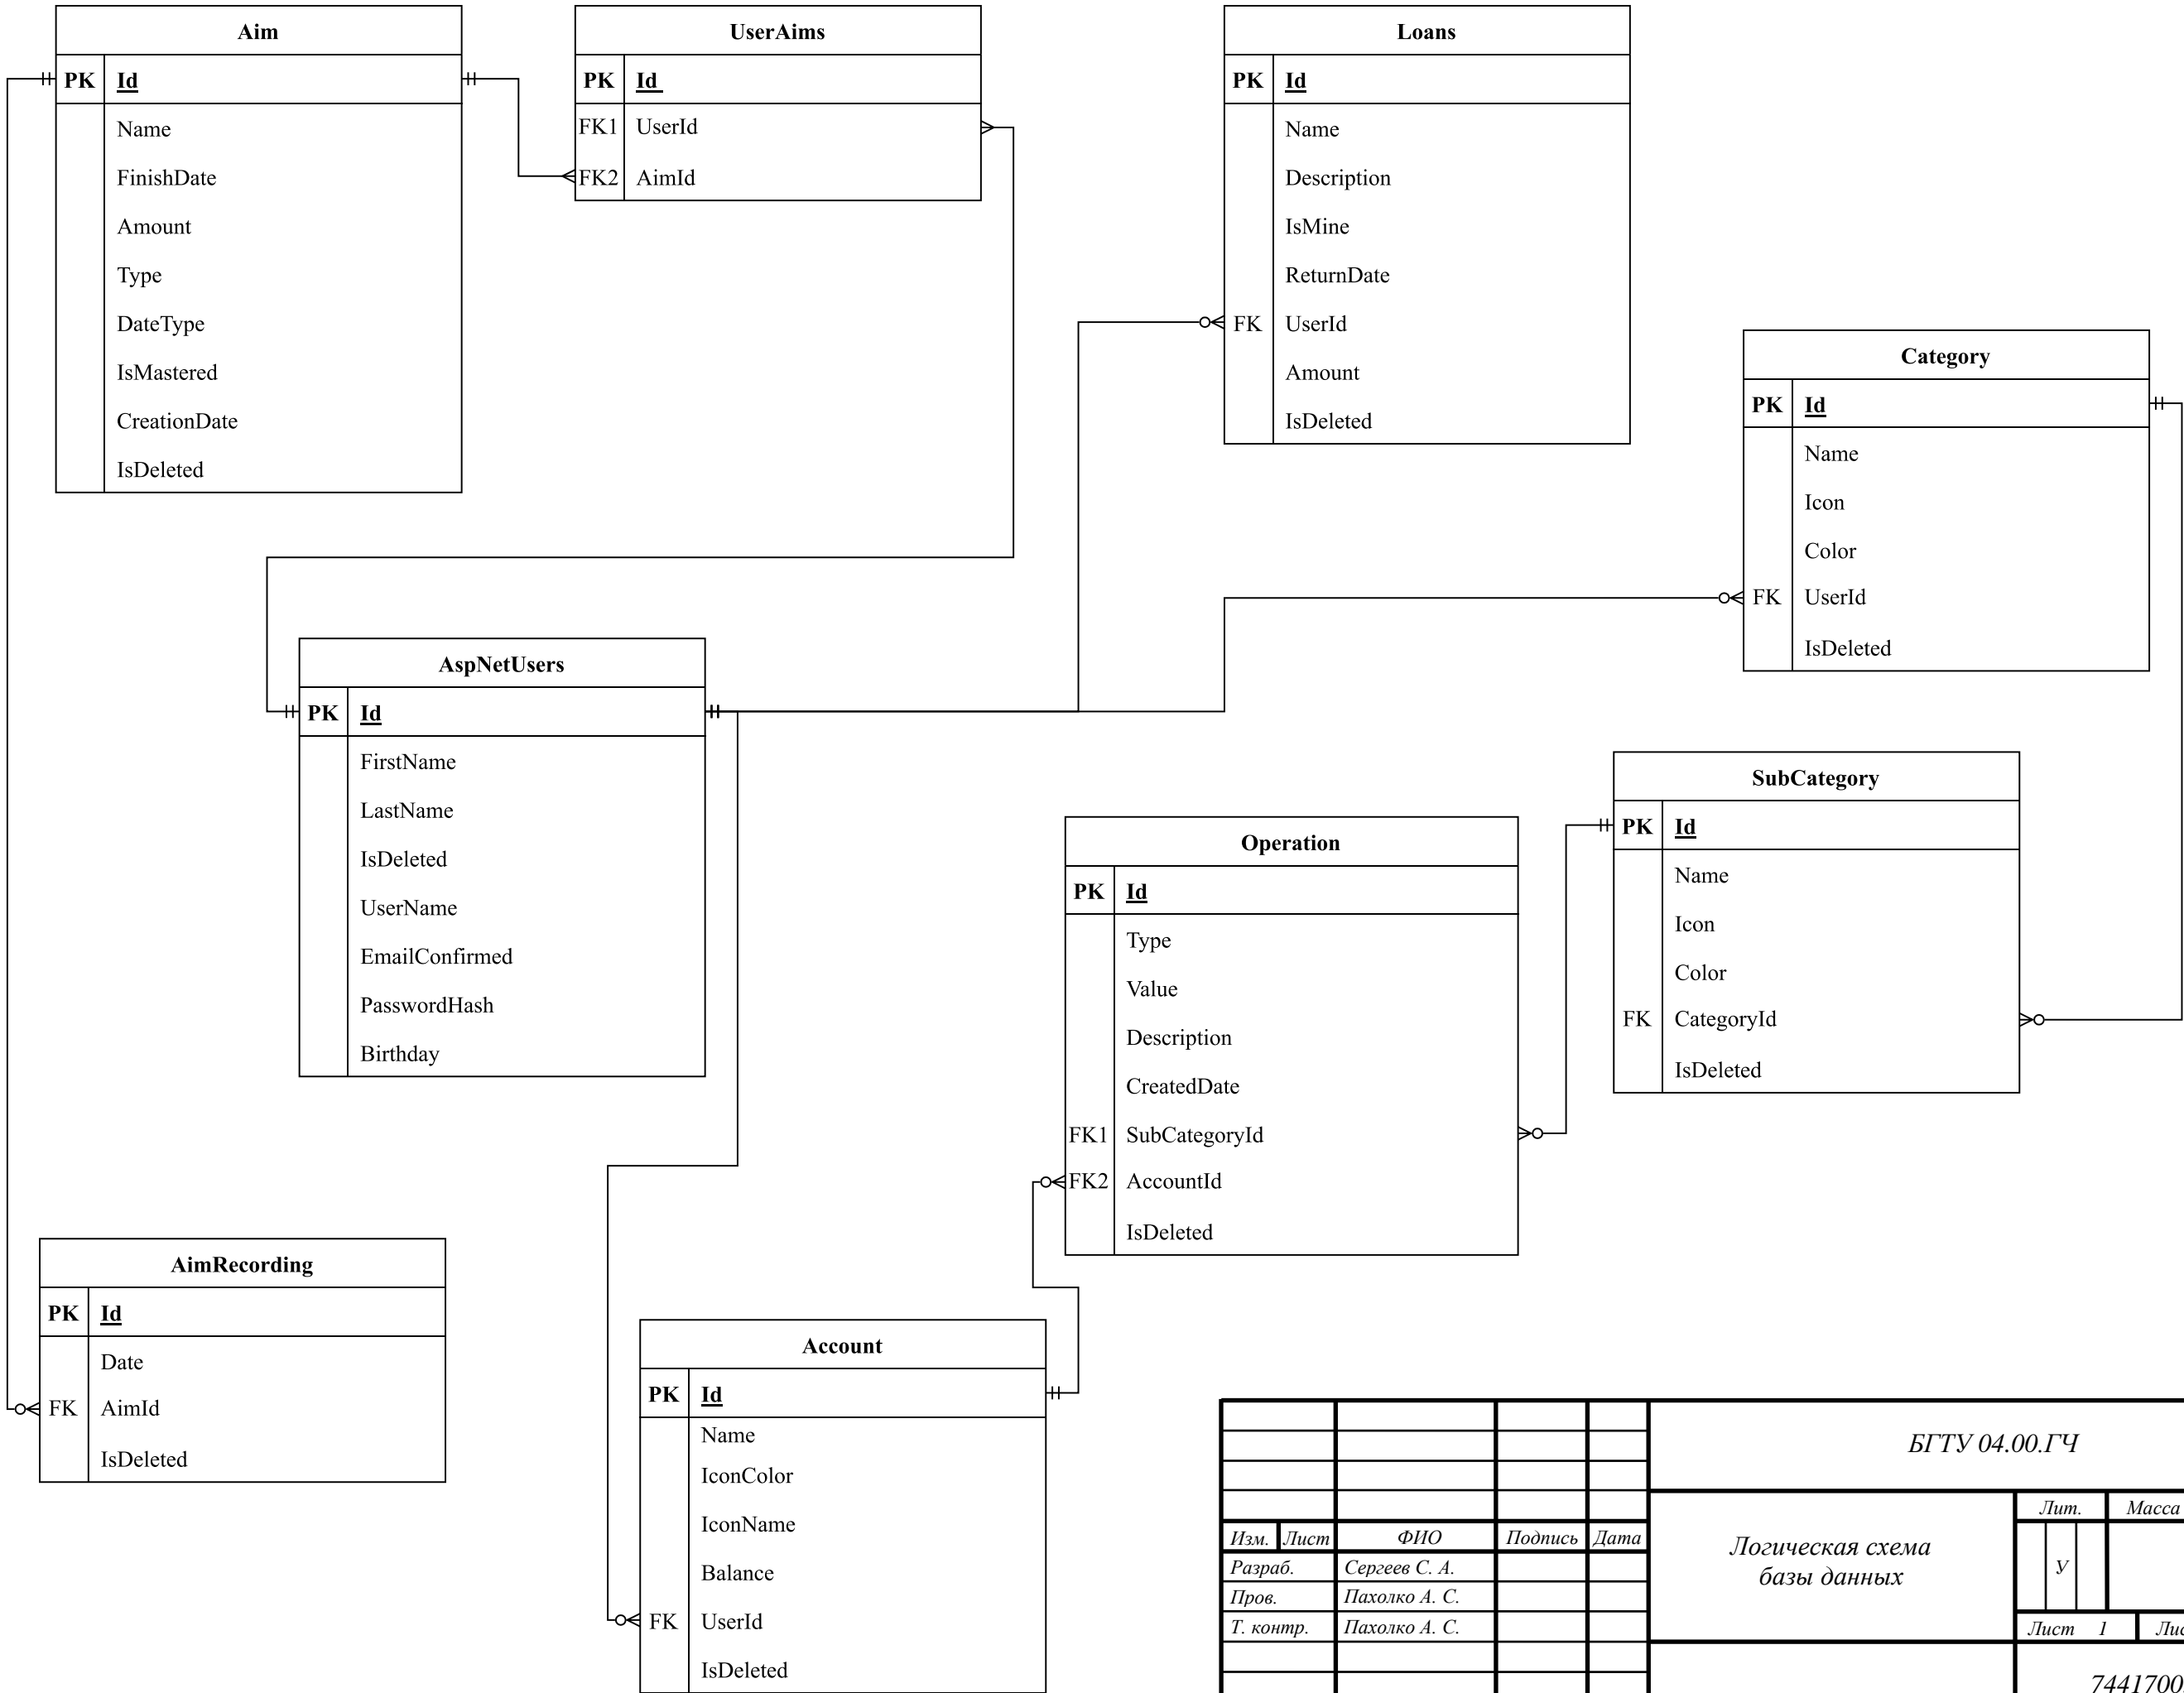 Aim
PK Id
Name
FinishDate
Amount
Type
DateType
IsMastered
CreationDate
IsDeleted
UserAims
PK Id
FK1 UserId
FK2 AimId
Loans
PK Id
Name
Description
IsMine
ReturnDate
FK UserId
Amount
IsDeleted
Category
PK Id
Name
Icon
Color
FK UserId
IsDeleted
AspNetUsers
PK Id
FirstName
LastName
IsDeleted
UserName
EmailConfirmed
PasswordHash
Birthday
SubCategory
PK Id
Name
Icon
Color
FK CategoryId
IsDeleted
Operation
PK Id
Type
Value
Description
CreatedDate
FK1 SubCategoryId
FK2 AccountId
IsDeleted
AimRecording
PK Id
Date
FK AimId
IsDeleted
Account
PK Id
Name
IconColor
IconName
Balance
FK UserId
IsDeleted
БГТУ 04.00.ГЧ
Изм. Лист ФИО Подпись Дата
Разраб. Сергеев С. А.
Пров. Пахолко А. С.
Т. контр. Пахолко А. С.
Логическая схема
базы данных
Лит. Масса
У
Лист 1
7441700